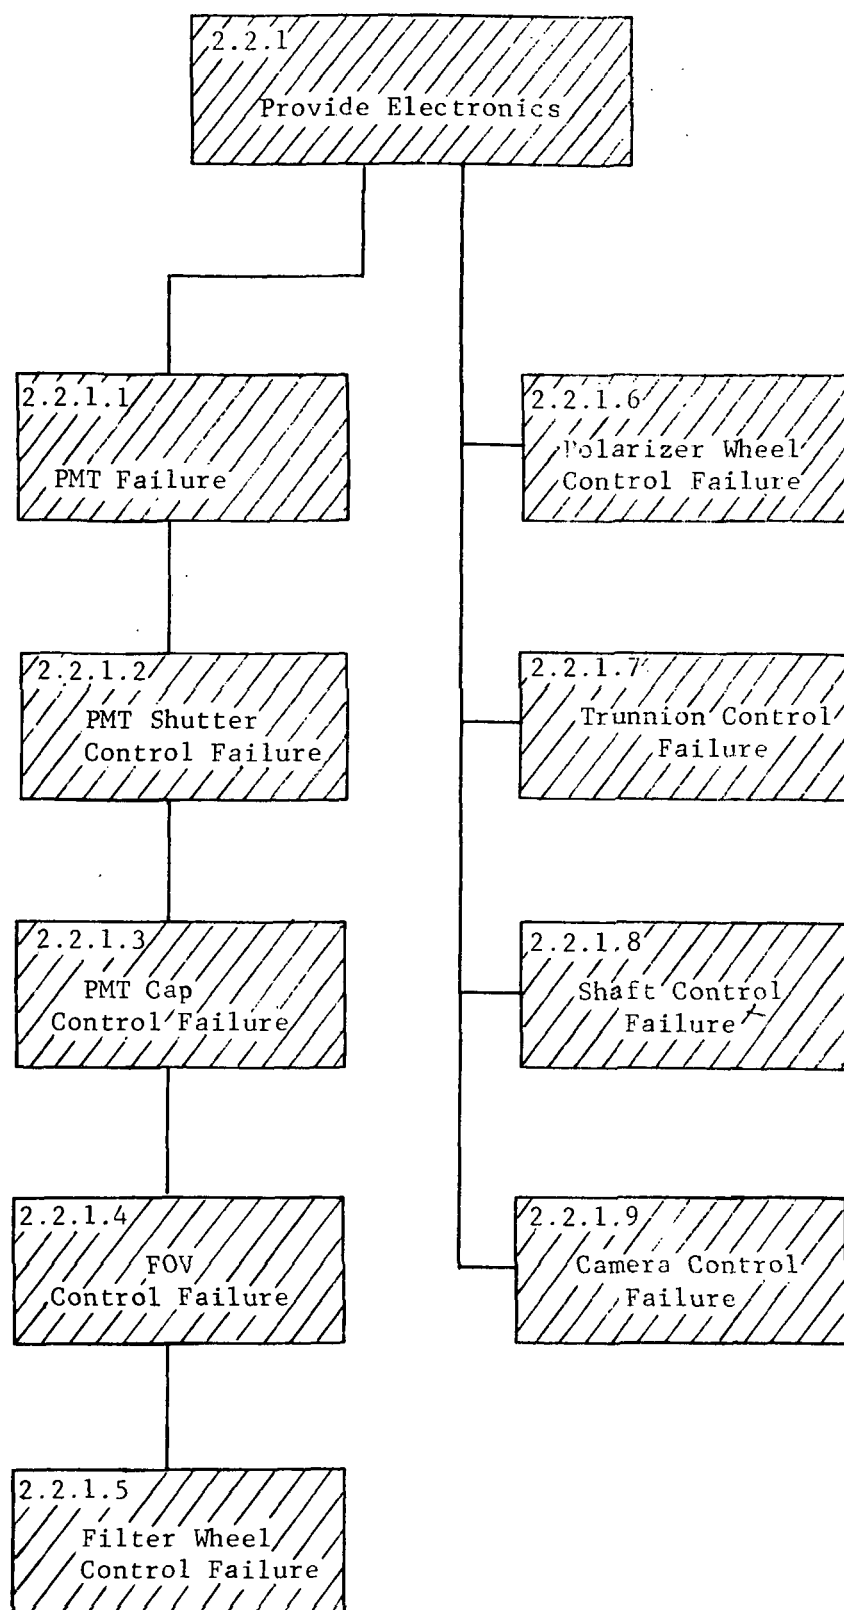 2.2.1
Provide Electronics
2.2.1.1
PMT Failure
2.2.1.2
PMT Shutter
Control Failure
2.2.1.3
PMT Cap
Control Failure
2.2.1.4
FOV
Control Failure
2.2.1.5
Filter Wheel
Control Failure
2.2.1.6
Polarizer Wheel
Control Failure
2.2.1.7
Trunnion Control
Failure
2.2.1.8
Shaft Control
Failure
2.2.1.9
Camera Control
Failure